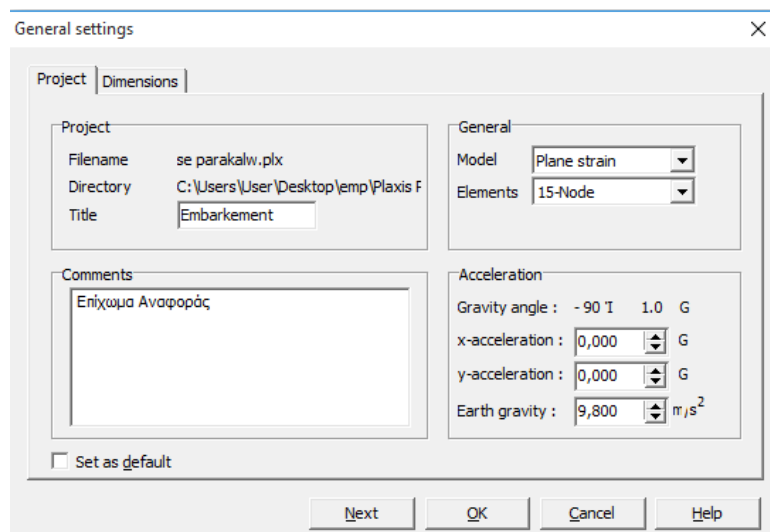 General settings
Project
Dimensions
Project
Filename se parakalw.plx
Directory C:\Users\User\Desktop\emp\Plaxis F
Title Embarkement
General
Model Plane strain
Elements 15-Node
Comments
Επίχωμα Αναφοράς
Acceleration
Gravity angle : - 90 Ί 1.0 G
x-acceleration : 0,000 G
y-acceleration : 0,000 G
Earth gravity : 9,800 m/s²
Set as default
Next OK Cancel Help